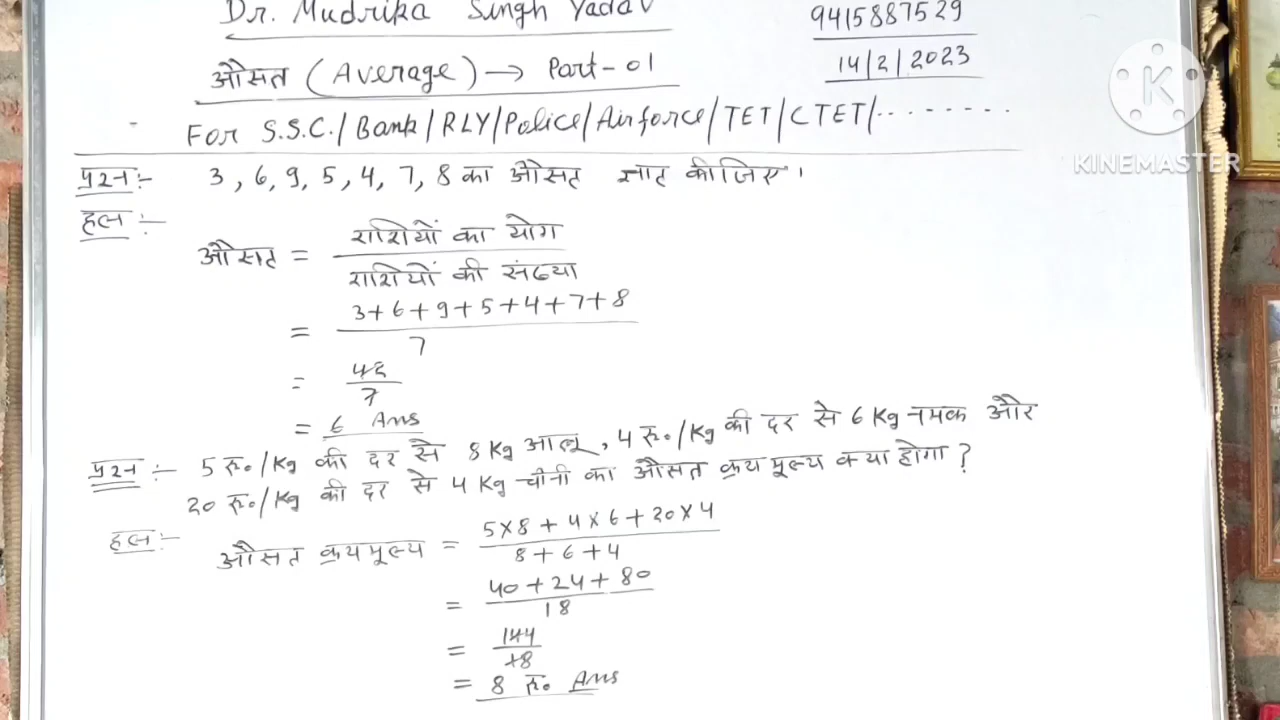 Dr. Mudrika Singh Yadav
9415887529
14/2/2023
औसत (Average) → Part-01
For S.S.C./Bank/RLY/Police/Airforce/TET/CTET/.........
K
KINEMASTER
प्रश्न:- 3, 6, 9, 5, 4, 7, 8 का औसत ज्ञात कीजिए।
हल:-
औसत = राशियों का योग
राशियों की संख्या
= 3+6+9+5+4+7+8
7
= 42
7
= 6 Ans
प्रश्न:- 5 रु०/Kg की दर से 8 Kg आलू, 4 रु०/Kg की दर से 6 Kg नमक और
20 रु०/Kg की दर से 4 Kg चीनी का औसत क्रय मूल्य क्या होगा?
हल:-
औसत क्रयमूल्य = 5×8 + 4×6 + 20×4
8+6+4
= 40+24+80
18
= 144
18
= 8 रु० Ans